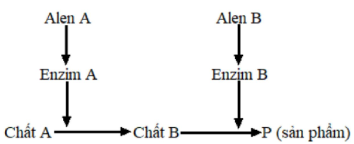 Alen A Alen B
Enzim A Enzim B
Chất A Chất B P (sản phẩm)